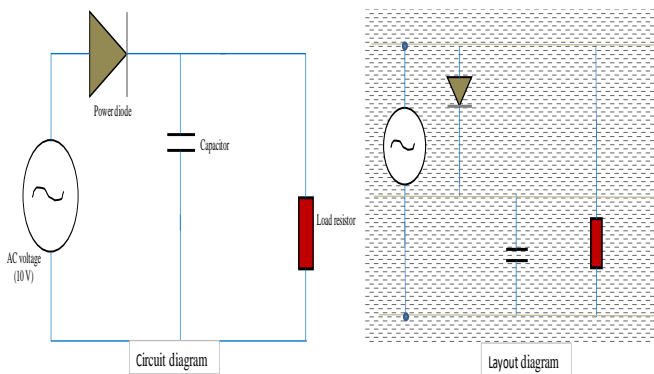 Power diode
Capacitor
Load resistor
AC voltage
(10 V)
Circuit diagram
Layout diagram